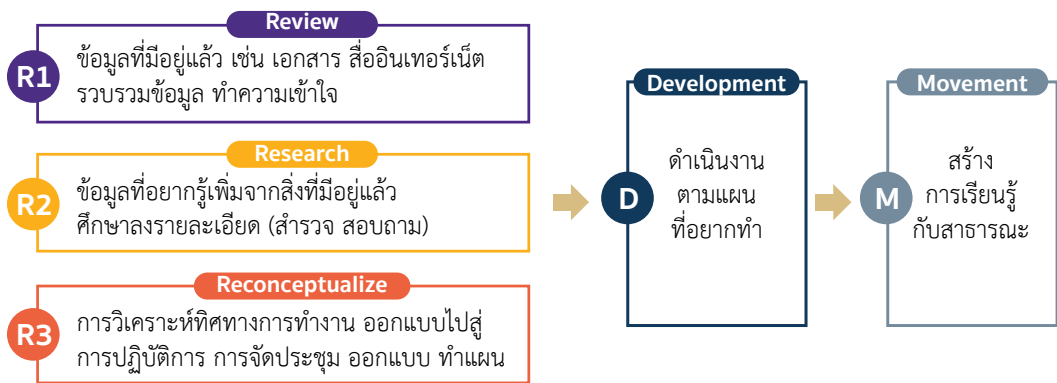 Review
R1
ข้อมูลที่มีอยู่แล้ว เช่น เอกสาร สื่ออินเทอร์เน็ต
รวบรวมข้อมูล ทำความเข้าใจ
Research
R2
ข้อมูลที่อยากรู้เพิ่มจากสิ่งที่มีอยู่แล้ว
ศึกษาลงรายละเอียด (สำรวจ สอบถาม)
Reconceptualize
R3
การวิเคราะห์ทิศทางการทำงาน ออกแบบไปสู่
การปฏิบัติการ การจัดประชุม ออกแบบ ทำแผน
Development
D
ดำเนินงาน
ตามแผน
ที่อยากทำ
Movement
M
สร้าง
การเรียนรู้
กับสาธารณะ